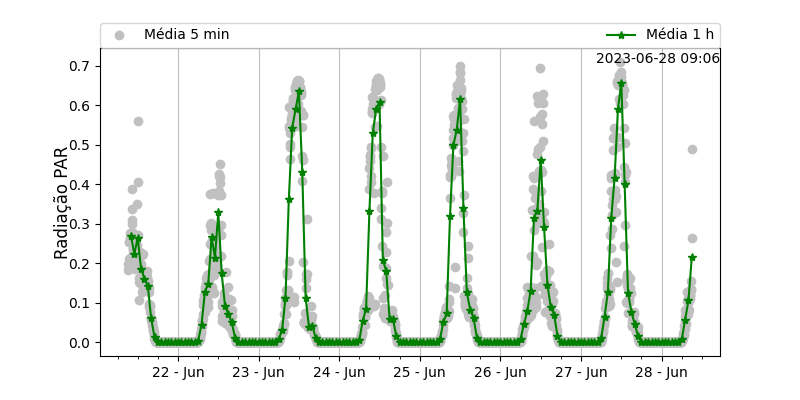 Média 5 min
Média 1 h
2023-06-28 09:06
Radiação PAR
0.7
0.6
0.5
0.4
0.3
0.2
0.1
0.0
22 - Jun
23 - Jun
24 - Jun
25 - Jun
26 - Jun
27 - Jun
28 - Jun